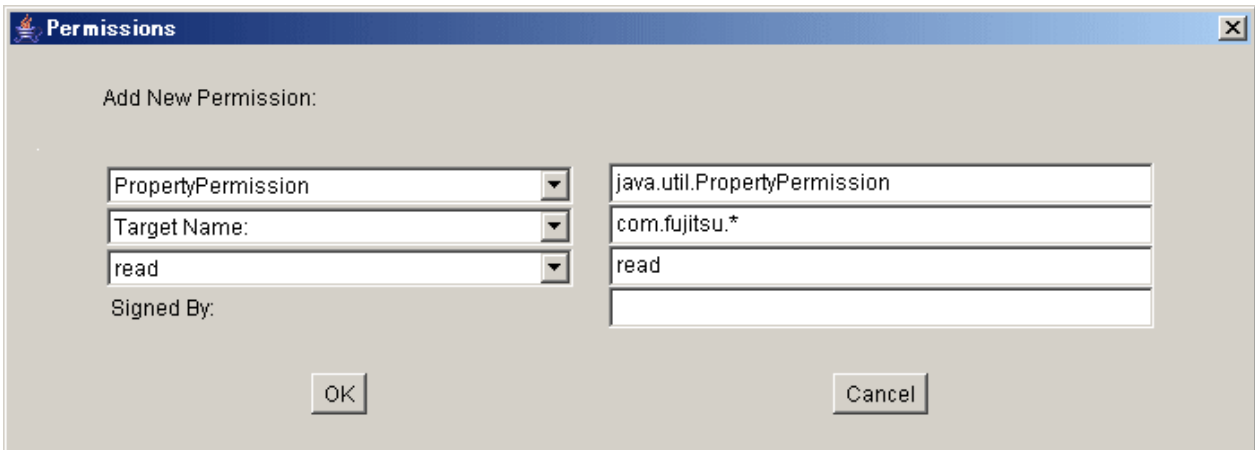 Permissions
Add New Permission:
PropertyPermission java.util.PropertyPermission
Target Name: com.fujitsu.*
read read
Signed By:
OK Cancel